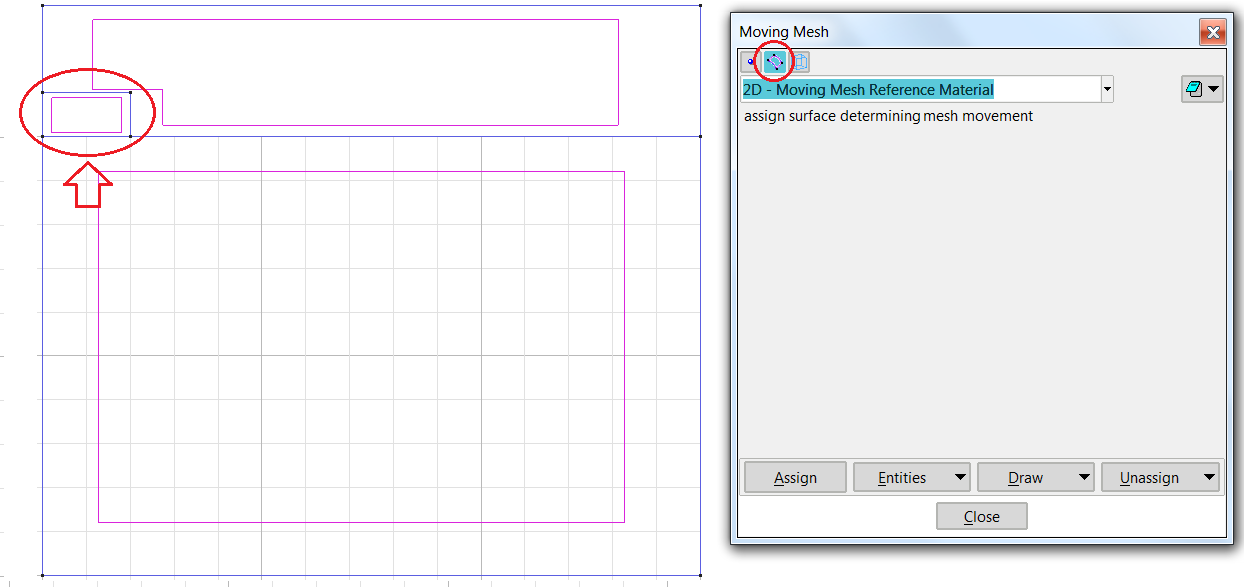 Moving Mesh
2D - Moving Mesh Reference Material
assign surface determining mesh movement
Assign
Entities
Draw
Unassign
Close